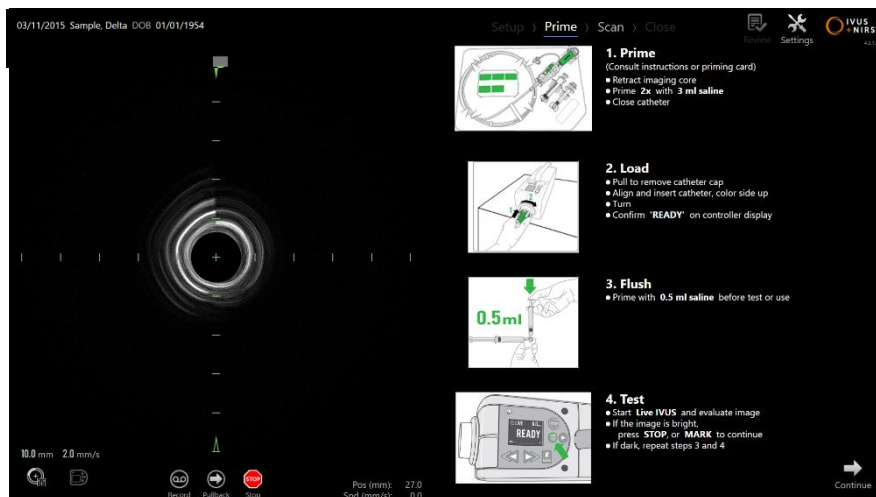 03/11/2015 Sample, Delta DOB 01/01/1954
Setup › Prime › Scan › Close
Review
Settings
IVUS
+NIRS
1. Prime
(Consult instructions or priming card)
• Retract imaging core
• Prime 2x with 3 ml saline
• Close catheter
2. Load
• Pull to remove catheter cap
• Align and insert catheter, color side up
• Turn
• Confirm "READY" on controller display
3. Flush
• Prime with 0.5 ml saline before test or use
0.5ml
4. Test
• Start Live IVUS and evaluate image
• If the image is bright,
press STOP, or MARK to continue
• If dark, repeat steps 3 and 4
LIVE
READY
10.0 mm 2.0 mm/s
STOP
Record Pullback Stop
Pos (mm): 27.0
Spd (mm/s): 0.0
Continue